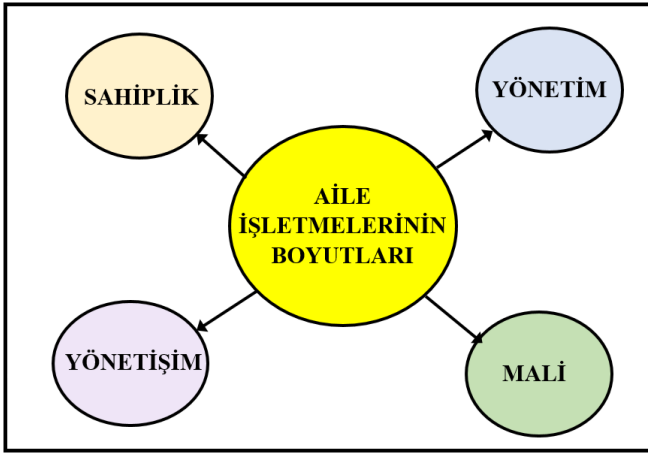 SAHİPLİK
YÖNETİM
AİLE
İŞLETMELERİNİN
BOYUTLARI
YÖNETİŞİM
MALİ